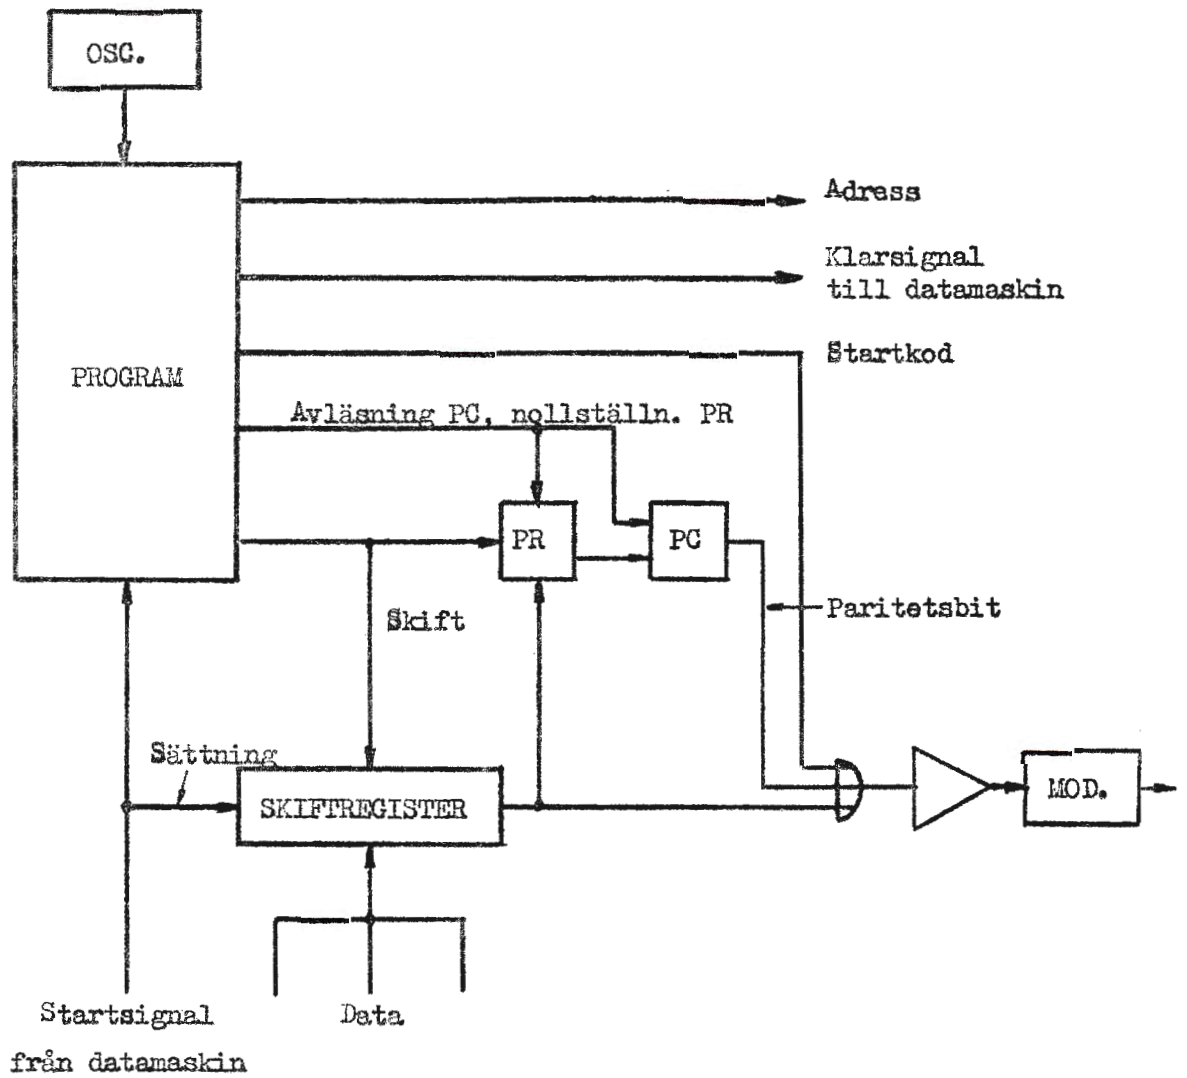 OSC.
Adress
Klarsignal
till datamaskin
Startkod
PROGRAM
Avläsning PC, nollställn. PR
PR
PC
Paritetsbit
Skift
Sättning
SKIFTREGISTER
MOD.
Startsignal
från datamaskin
Data